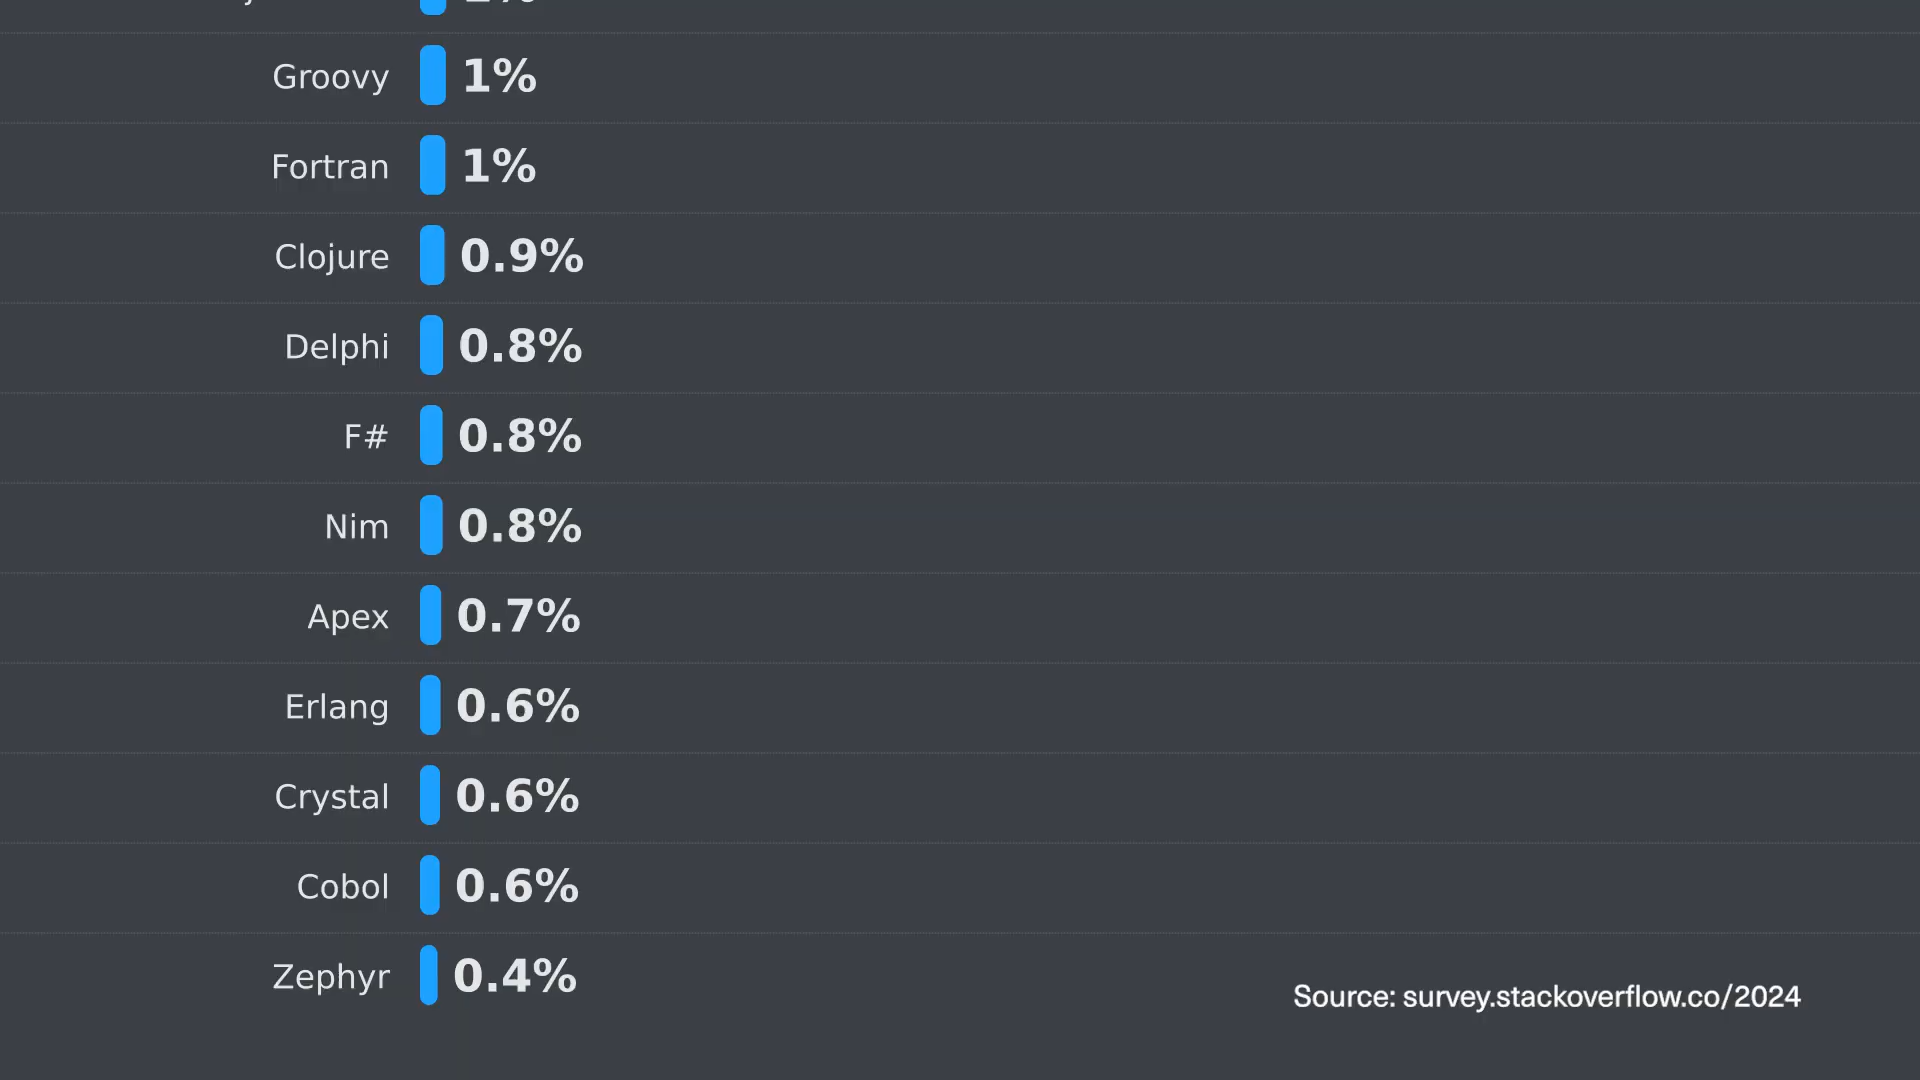 Groovy 1%
Fortran 1%
Clojure 0.9%
Delphi 0.8%
F# 0.8%
Nim 0.8%
Apex 0.7%
Erlang 0.6%
Crystal 0.6%
Cobol 0.6%
Zephyr 0.4%
Source: survey.stackoverflow.co/2024